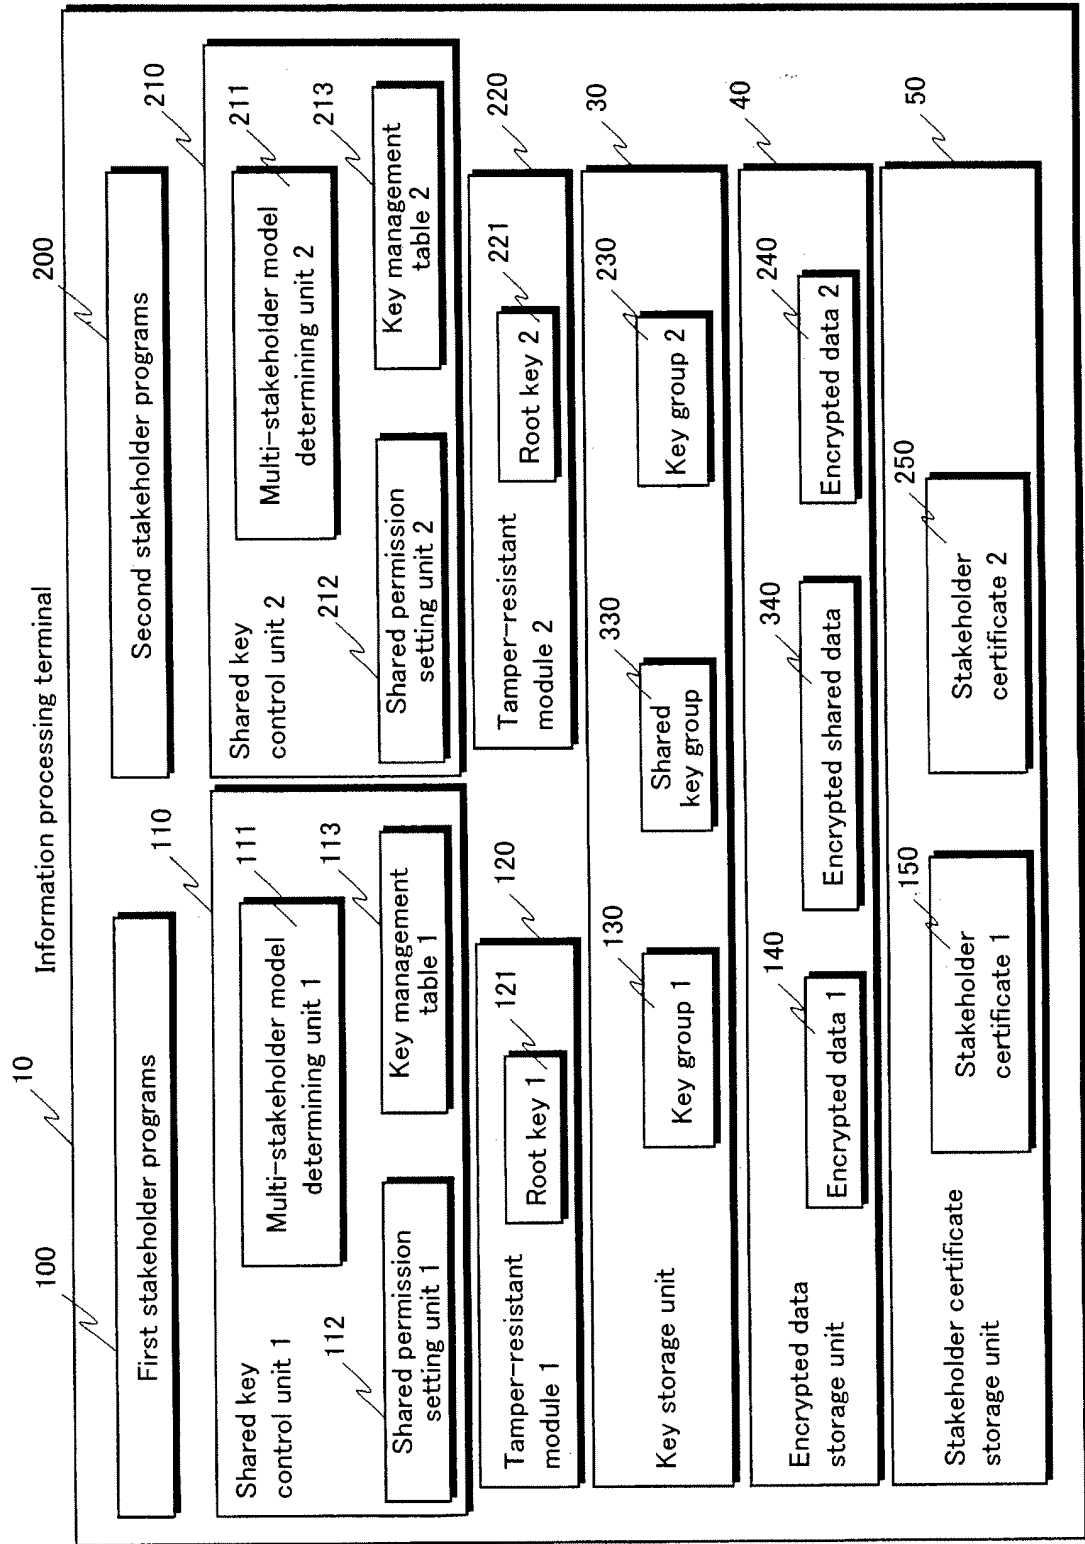 Information processing terminal
10
100
First stakeholder programs
200
Second stakeholder programs
110
Shared key
control unit 1
111
Multi-stakeholder model
determining unit 1
112
Shared permission
setting unit 1
113
Key management
table 1
210
Shared key
control unit 2
211
Multi-stakeholder model
determining unit 2
212
Shared permission
setting unit 2
213
Key management
table 2
120
Tamper-resistant
module 1
121
Root key 1
220
Tamper-resistant
module 2
221
Root key 2
30
Key storage unit
130
Key group 1
330
Shared
key group
230
Key group 2
40
Encrypted data
storage unit
140
Encrypted data 1
340
Encrypted shared data
240
Encrypted data 2
50
Stakeholder certificate
storage unit
150
Stakeholder
certificate 1
250
Stakeholder
certificate 2